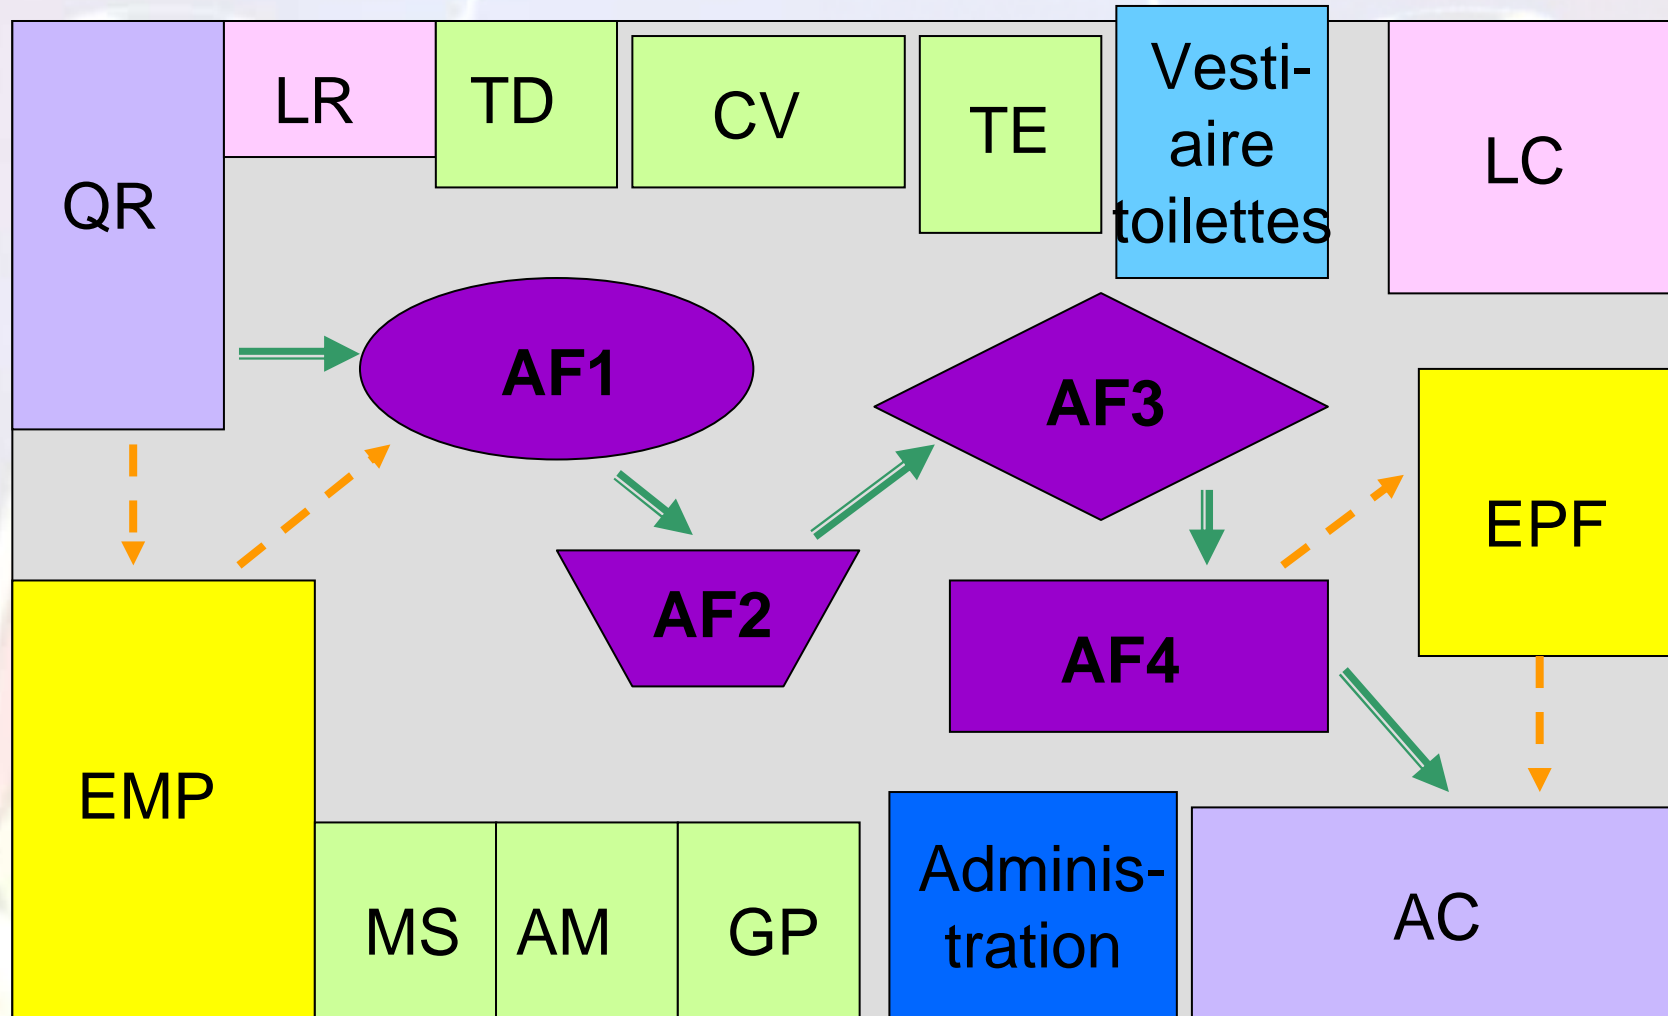 QR
LR
TD
CV
TE
Vesti-
aire
toilettes
LC
AF1
AF2
AF3
AF4
EPF
EMP
MS
AM
GP
Adminis-
tration
AC